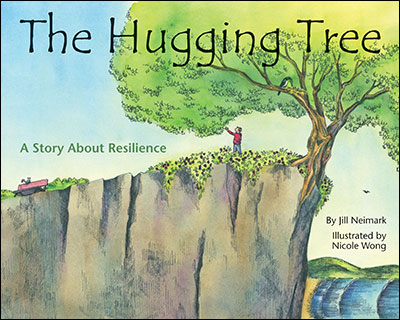 The Hugging Tree
A Story About Resilience
By Jill Neimark
Illustrated by
Nicole Wong